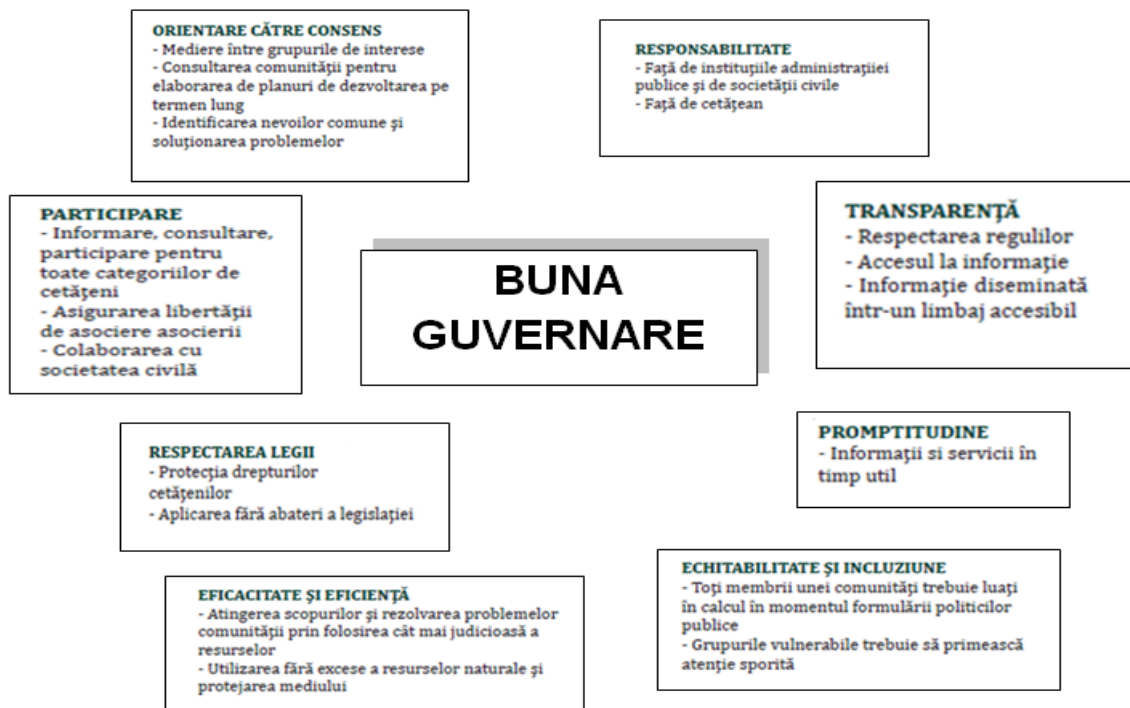 ORIENTARE CĂTRE CONSENS
- Mediere între grupurile de interese
- Consultarea comunității pentru
elaborarea de planuri de dezvoltarea pe
termen lung
- Identificarea nevoilor comune și
soluționarea problemelor
RESPONSABILITATE
- Față de instituțiile administrațiiei
publice și de societății civile
- Față de cetățean
PARTICIPARE
- Informare, consultare,
participare pentru
toate categoriilor de
cetățeni
- Asigurarea libertății
de asociere asocierii
- Colaborarea cu
societatea civilă
BUNA
GUVERNARE
TRANSPARENȚĂ
- Respectarea regulilor
- Accesul la informație
- Informație diseminată
într-un limbaj accesibil
RESPECTAREA LEGII
- Protecția drepturilor
cetățenilor
- Aplicarea fără abateri a legislației
PROMPTITUDINE
- Informații si servicii în
timp util
EFICACITATE ȘI EFICIENȚĂ
- Atingerea scopurilor și rezolvarea problemelor
comunității prin folosirea cât mai judicioasă a
resurselor
- Utilizarea fără excese a resurselor naturale și
protejarea mediului
ECHITABILITATE ȘI INCLUZIUNE
- Toți membrii unei comunități trebuie luați
în calcul în momentul formulării politicilor
publice
- Grupurile vulnerabile trebuie să primească
atenție sporită